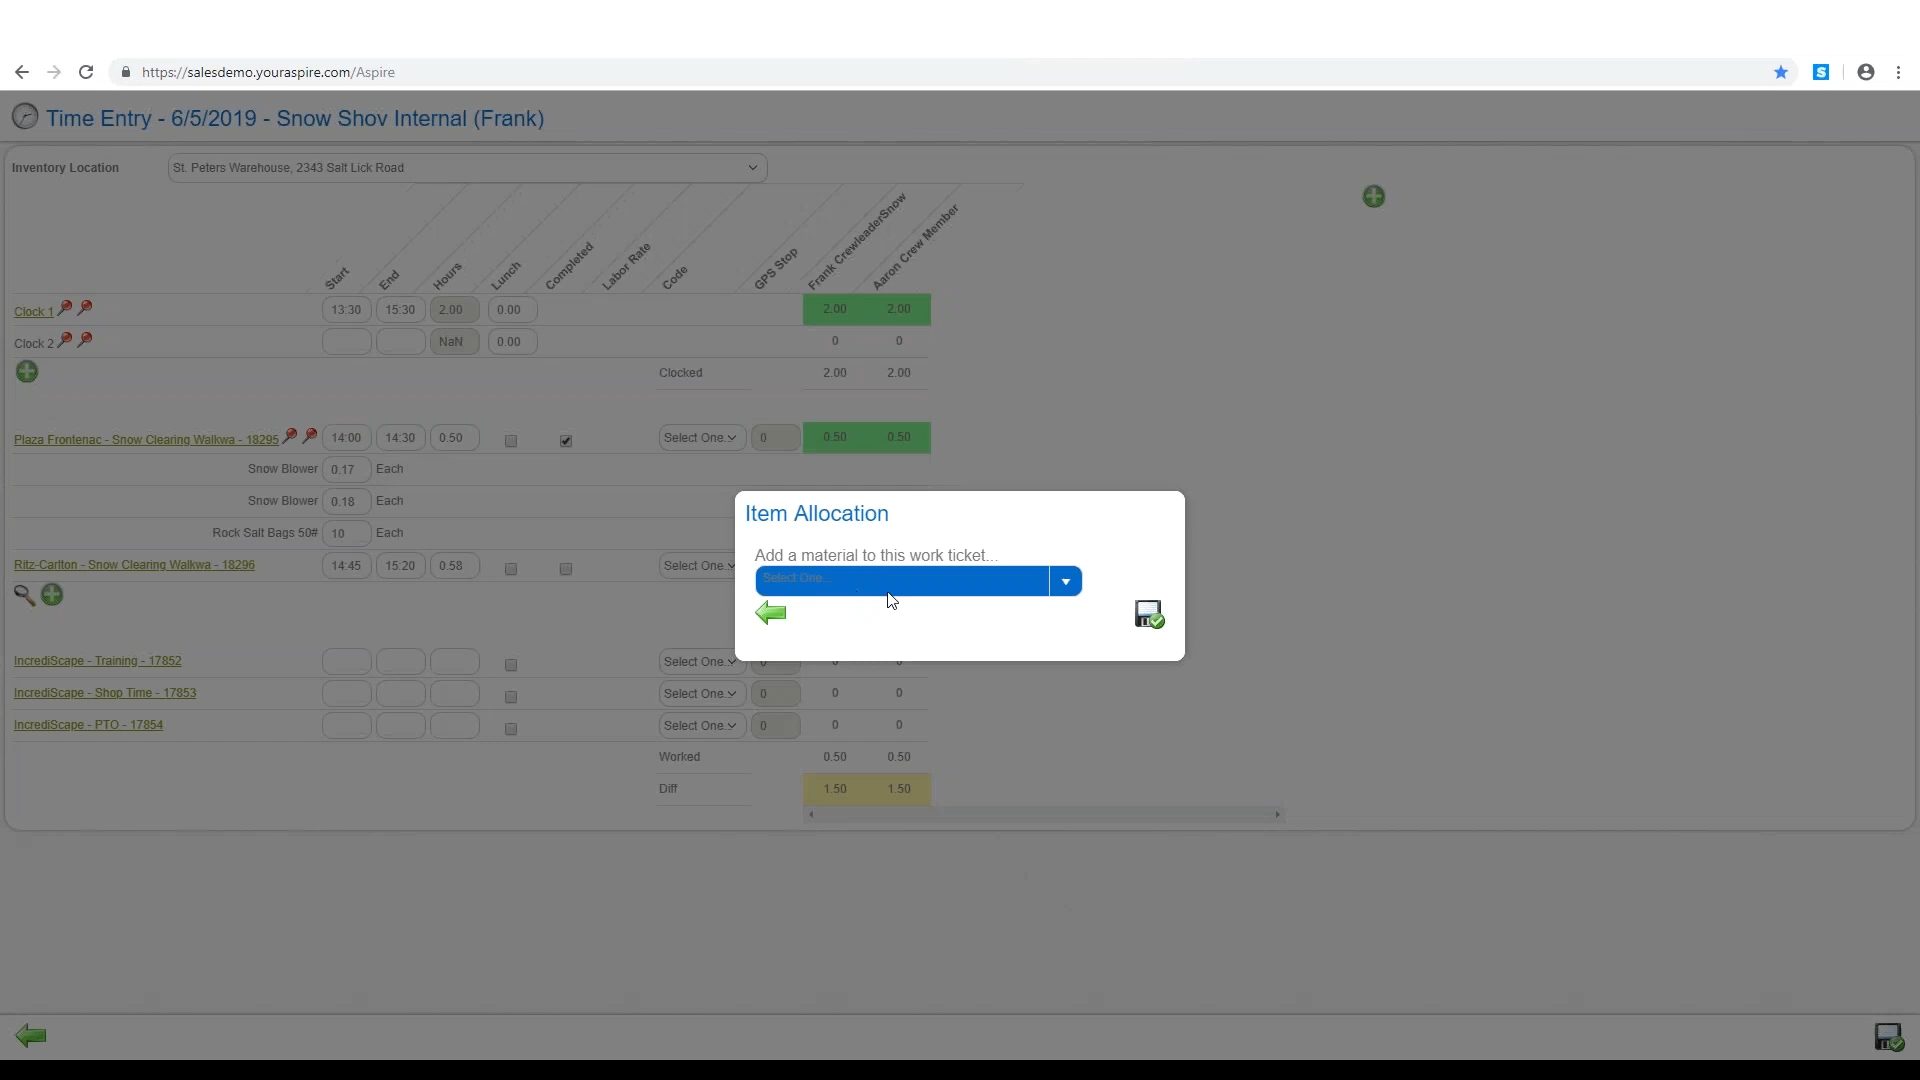 https://salesdemo.youraspire.com/Aspire
S
Time Entry - 6/5/2019 - Snow Shov Internal (Frank)
Inventory Location St. Peters Warehouse, 2343 Salt Lick Road
Start End Hours Lunch Completed Labor Rate Code GPS Stop Frank CrewleaderSnow Aaron Crew Member
Clock 1 13:30 15:30 2.00 0.00 2.00 2.00
Clock 2 NaN 0.00 0 0
Clocked 2.00 2.00
Plaza Frontenac - Snow Clearing Walkwa - 18295 14:00 14:30 0.50 Select One.. 0 0.50 0.50
Snow Blower 0.17 Each
Snow Blower 0.18 Each
Item Allocation
Rock Salt Bags 50# 10 Each
Add a material to this work ticket...
Ritz-Carlton - Snow Clearing Walkwa - 18296 14:45 15:20 0.58 Select One..
Select One...
IncrediScape - Training - 17852 Select One.. 0 0 0
IncrediScape - Shop Time - 17853 Select One.. 0 0 0
IncrediScape - PTO - 17854 Select One.. 0 0 0
Worked 0.50 0.50
Diff 1.50 1.50